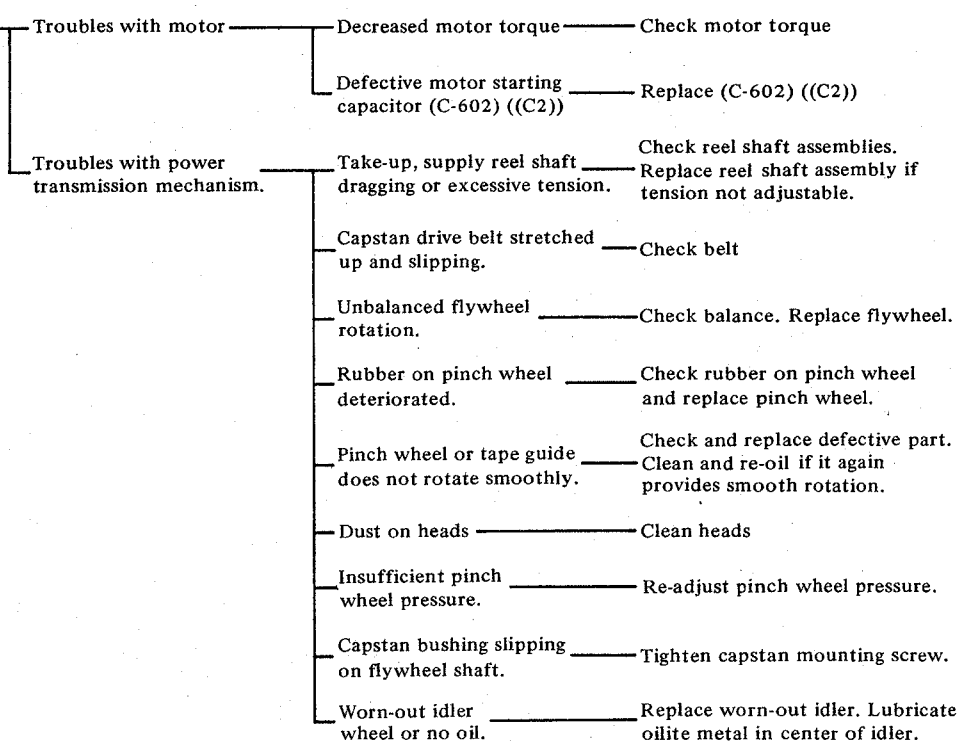 Troubles with motor
Decreased motor torque
Check motor torque
Defective motor starting
capacitor (C-602) ((C2))
Replace (C-602) ((C2))
Troubles with power
transmission mechanism.
Take-up, supply reel shaft
dragging or excessive tension.
Check reel shaft assemblies.
Replace reel shaft assembly if
tension not adjustable.
Capstan drive belt stretched
up and slipping.
Check belt
Unbalanced flywheel
rotation.
Check balance. Replace flywheel.
Rubber on pinch wheel
deteriorated.
Check rubber on pinch wheel
and replace pinch wheel.
Pinch wheel or tape guide
does not rotate smoothly.
Check and replace defective part.
Clean and re-oil if it again
provides smooth rotation.
Dust on heads
Clean heads
Insufficient pinch
wheel pressure.
Re-adjust pinch wheel pressure.
Capstan bushing slipping
on flywheel shaft.
Tighten capstan mounting screw.
Worn-out idler
wheel or no oil.
Replace worn-out idler. Lubricate
oilite metal in center of idler.